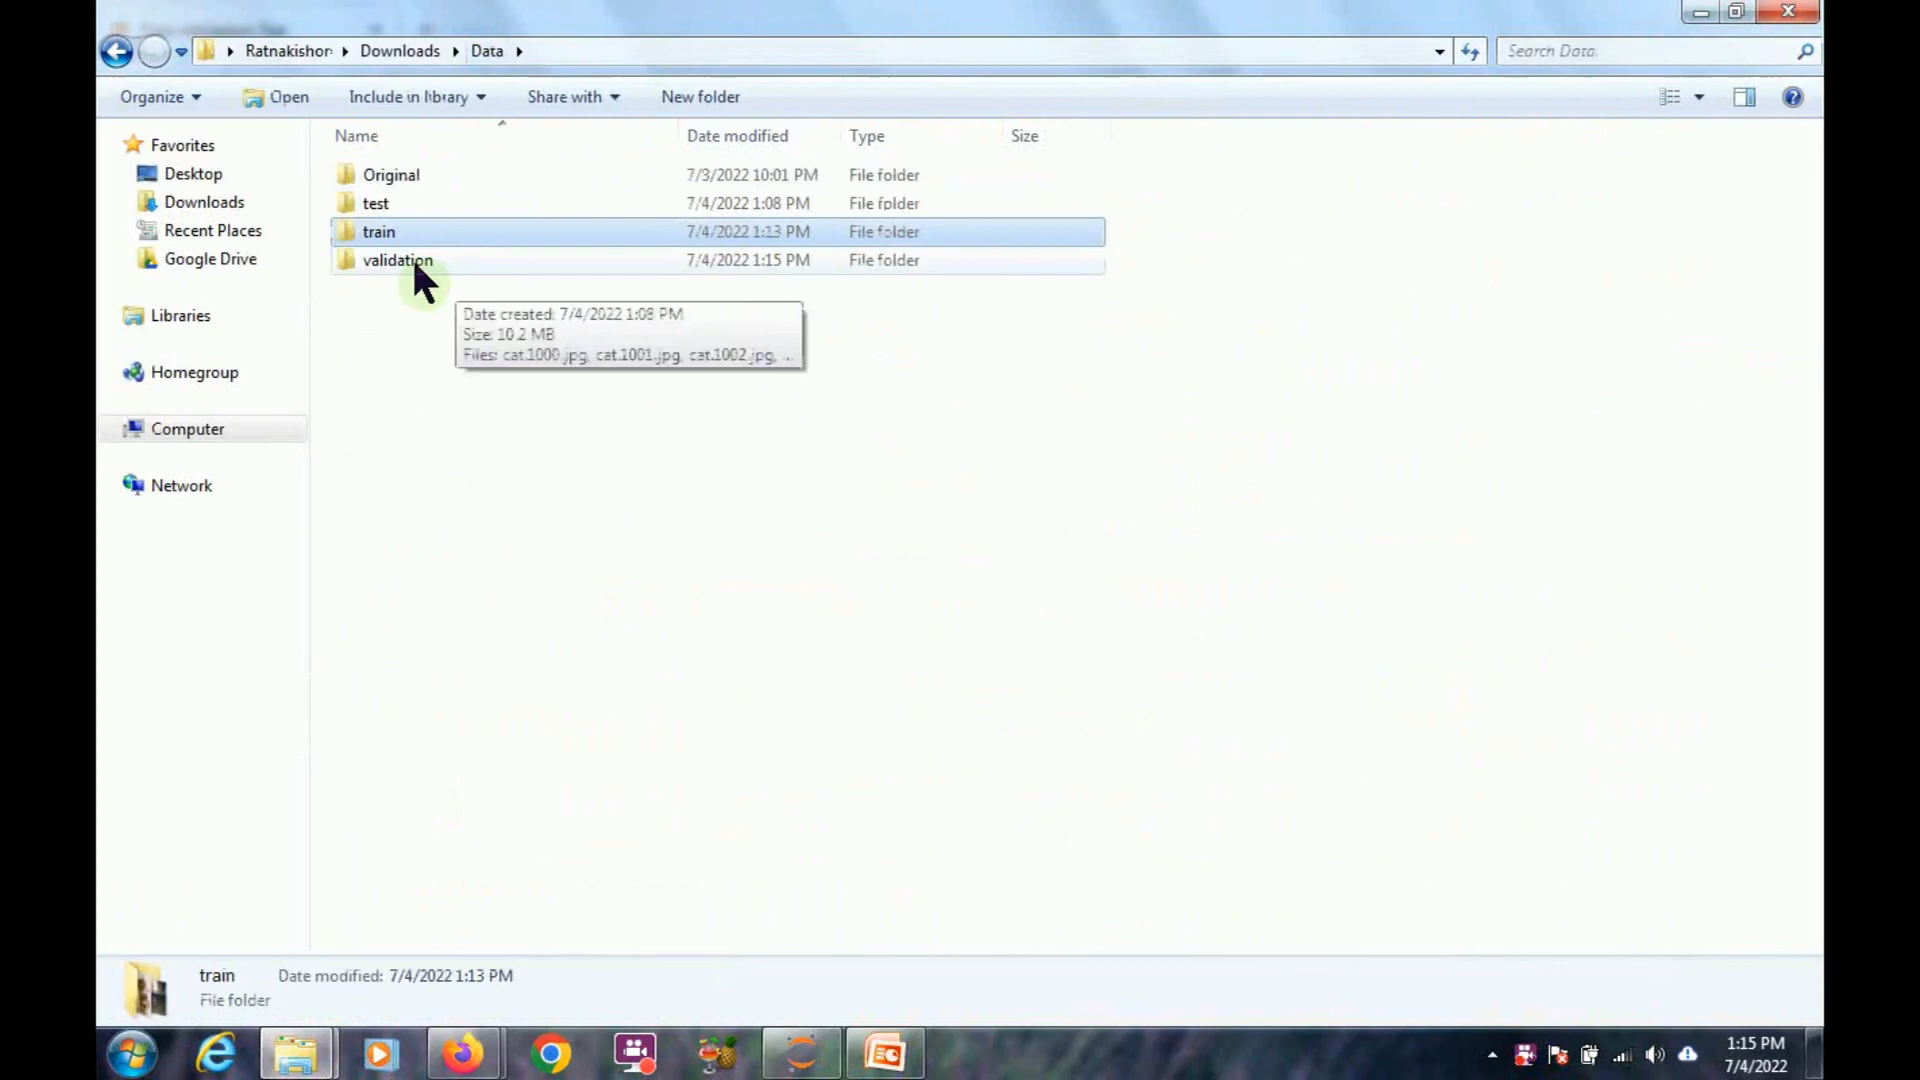 Ratnakishor Downloads Data
Search Data
Organize Open Include in library Share with New folder
Name Date modified Type Size
Favorites
Desktop
Downloads
Recent Places
Google Drive
Libraries
Homegroup
Computer
Network
Original 7/3/2022 10:01 PM File folder
test 7/4/2022 1:08 PM File folder
train 7/4/2022 1:13 PM File folder
validation 7/4/2022 1:15 PM File folder
Date created: 7/4/2022 1:08 PM
Size: 10.2 MB
Files: cat.1000.jpg, cat.1001.jpg, cat.1002.jpg, ...
train Date modified: 7/4/2022 1:13 PM
File folder
1:15 PM
7/4/2022